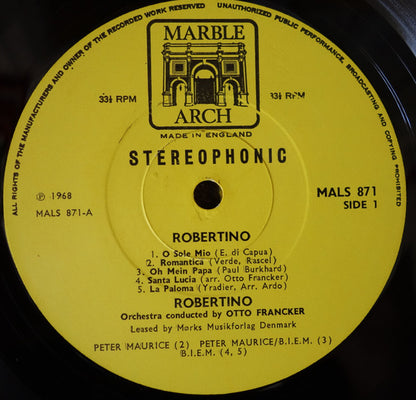 ALL RIGHTS OF THE MANUFACTURERS AND OWNER OF THE RECORDED WORK RESERVED
UNAUTHORIZED PUBLIC PERFORMANCE, BROADCASTING AND COPYING PROHIBITED
MARBLE
33⅓ RPM
33⅓ RPM
ARCH
MADE IN ENGLAND
STEREOPHONIC
℗ 1968
MALS 871-A
MALS 871
SIDE 1
ROBERTINO
1. O Sole Mio (E. di Capua)
2. Romantica (Verde, Rascel)
3. Oh Mein Papa (Paul Burkhard)
4. Santa Lucia (arr. Otto Francker)
5. La Paloma (Yradier, Arr. Ardo)
ROBERTINO
Orchestra conducted by OTTO FRANCKER
Leased by Mørks Musikforlag Denmark
PETER MAURICE (2) PETER MAURICE/B.I.E.M. (3)
B.I.E.M. (4, 5)